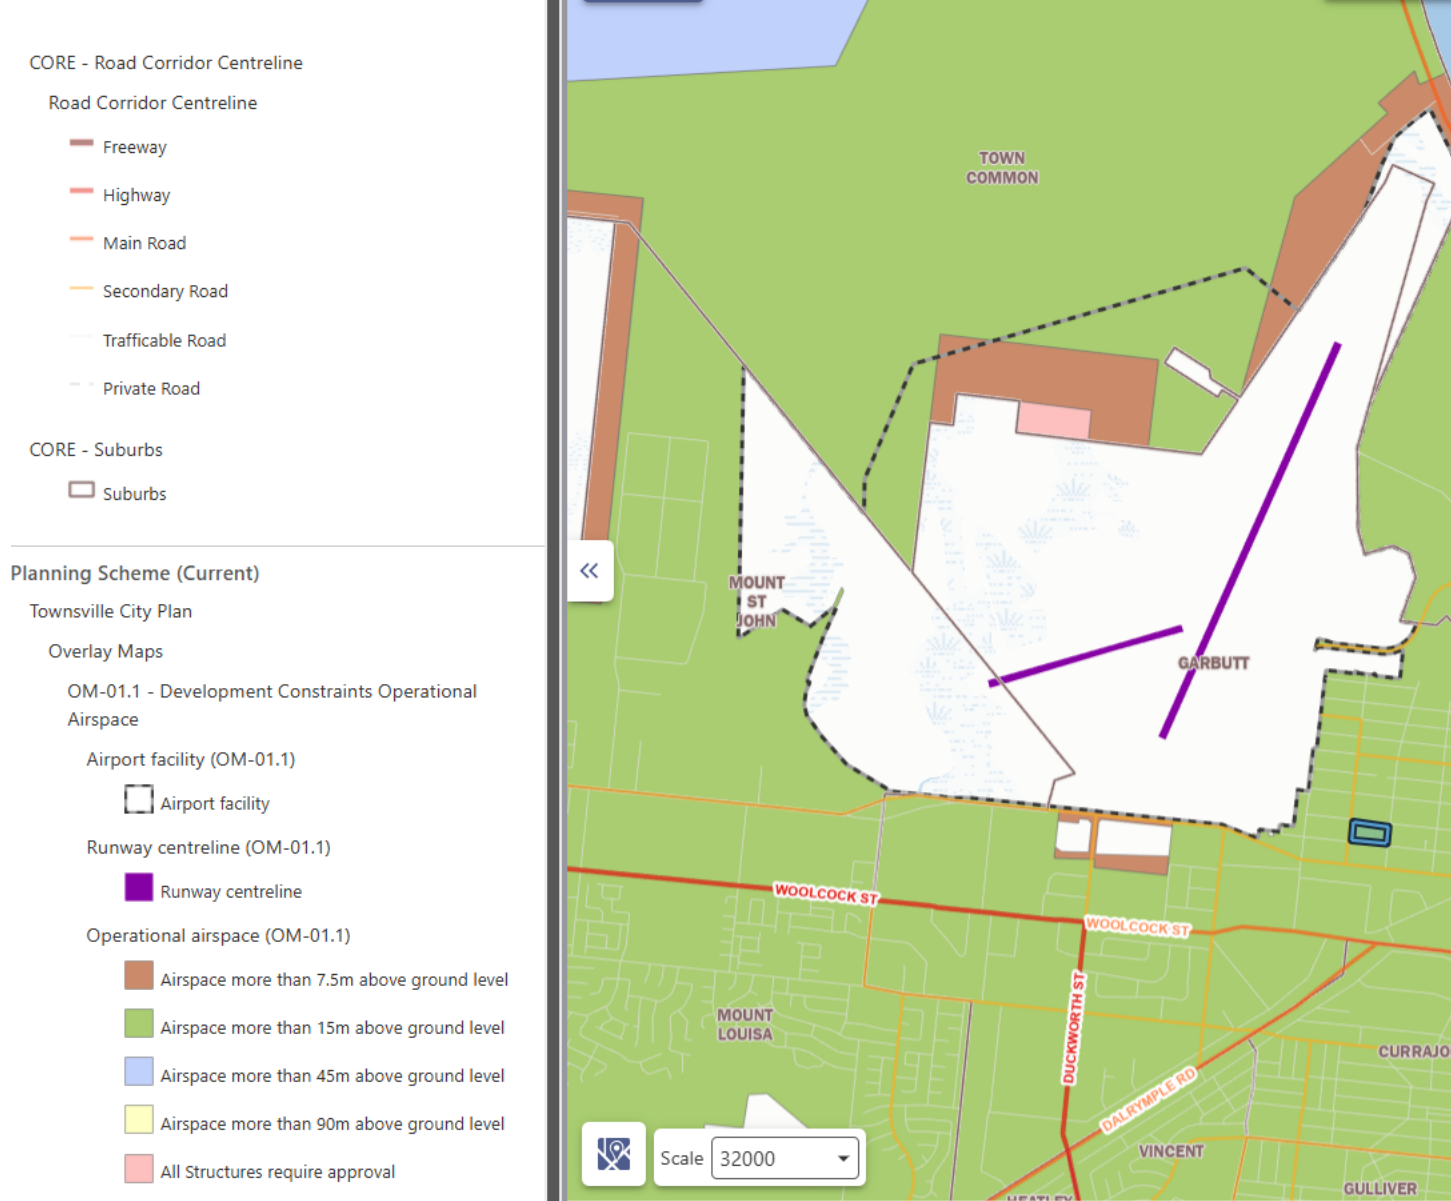 CORE - Road Corridor Centreline
Road Corridor Centreline
Freeway
Highway
Main Road
Secondary Road
Trafficable Road
Private Road
CORE - Suburbs
Suburbs
Planning Scheme (Current)
Townsville City Plan
Overlay Maps
OM-01.1 - Development Constraints Operational
Airspace
Airport facility (OM-01.1)
Airport facility
Runway centreline (OM-01.1)
Runway centreline
Operational airspace (OM-01.1)
Airspace more than 7.5m above ground level
Airspace more than 15m above ground level
Airspace more than 45m above ground level
Airspace more than 90m above ground level
All Structures require approval
TOWN
COMMON
MOUNT
ST
JOHN
GARBUTT
WOOLCOCK ST
WOOLCOCK ST
DUCKWORTH ST
MOUNT
LOUISA
CURRAJO
DALRYMPLE RD
VINCENT
GULLIVER
HEATLEY
Scale
32000